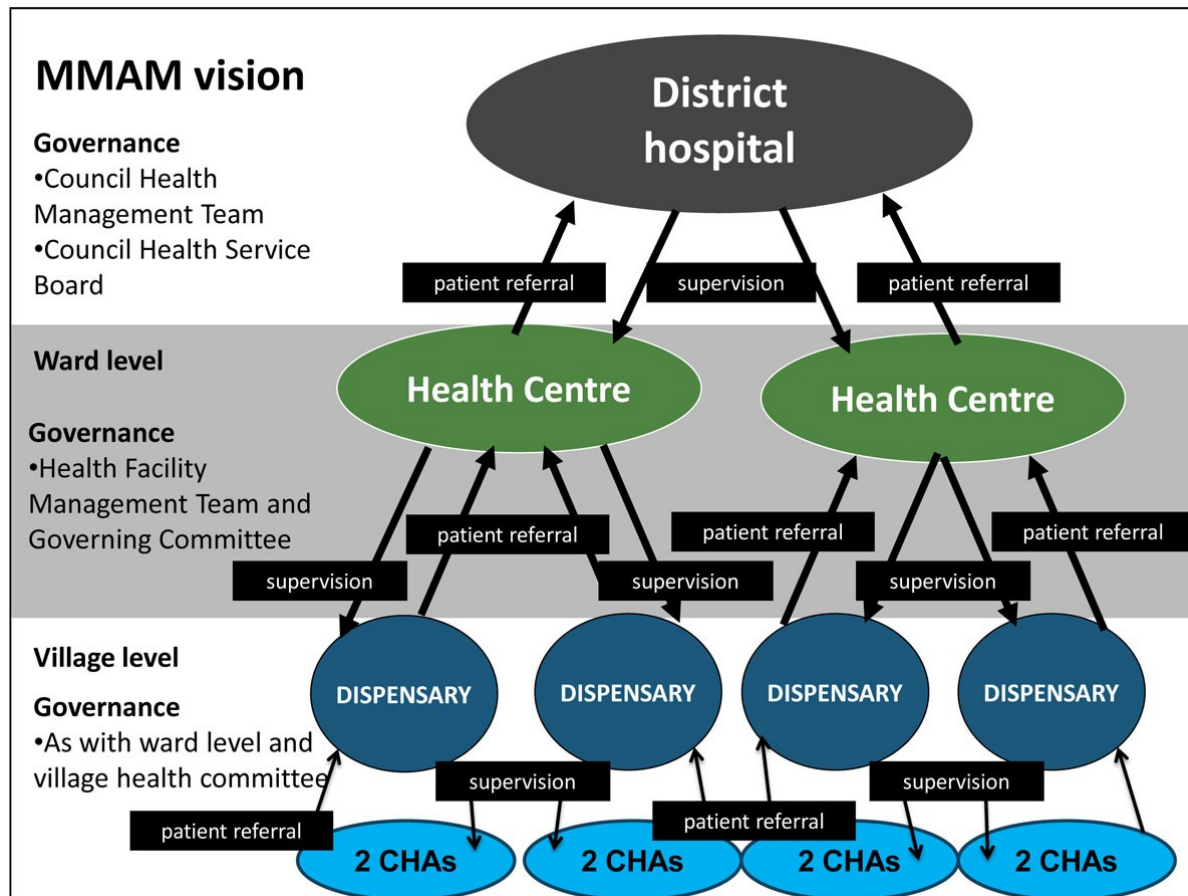 MMAM vision
District
hospital
Governance
•Council Health
Management Team
•Council Health Service
Board
patient referral
supervision
patient referral
Ward level
Health Centre
Health Centre
Governance
•Health Facility
Management Team and
Governing Committee
patient referral
patient referral
patient referral
supervision
supervision
supervision
Village level
DISPENSARY
DISPENSARY
DISPENSARY
DISPENSARY
Governance
•As with ward level and
village health committee
supervision
supervision
patient referral
patient referral
2 CHAs
2 CHAs
2 CHAs
2 CHAs